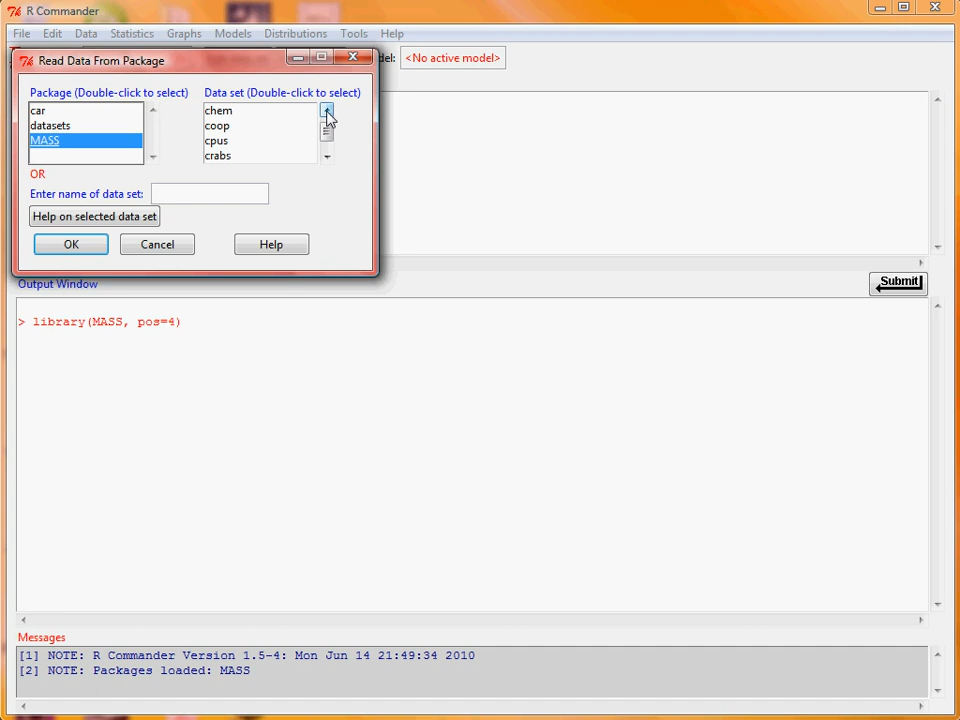 R Commander
File Edit Data Statistics Graphs Models Distributions Tools Help
Read Data From Package
del: <No active model>
Package (Double-click to select) Data set (Double-click to select)
car chem
datasets coop
MASS cpus
crabs
OR
Enter name of data set:
Help on selected data set
OK Cancel Help
Output Window Submit
> library(MASS, pos=4)
Messages
[1] NOTE: R Commander Version 1.5-4: Mon Jun 14 21:49:34 2010
[2] NOTE: Packages loaded: MASS